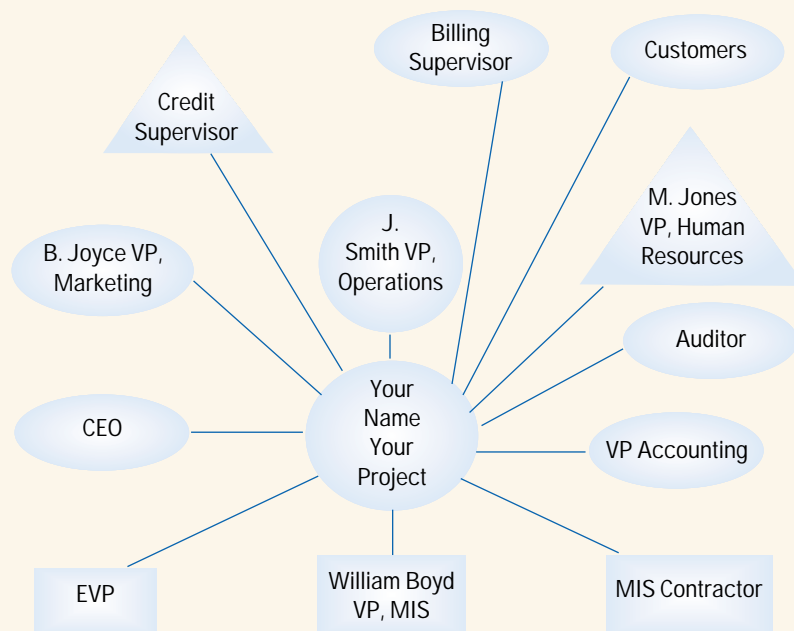 Billing
Supervisor
Customers
Credit
Supervisor
M. Jones
VP, Human
Resources
J.
Smith VP,
Operations
B. Joyce VP,
Marketing
Auditor
Your
Name
Your
Project
CEO
VP Accounting
EVP
William Boyd
VP, MIS
MIS Contractor